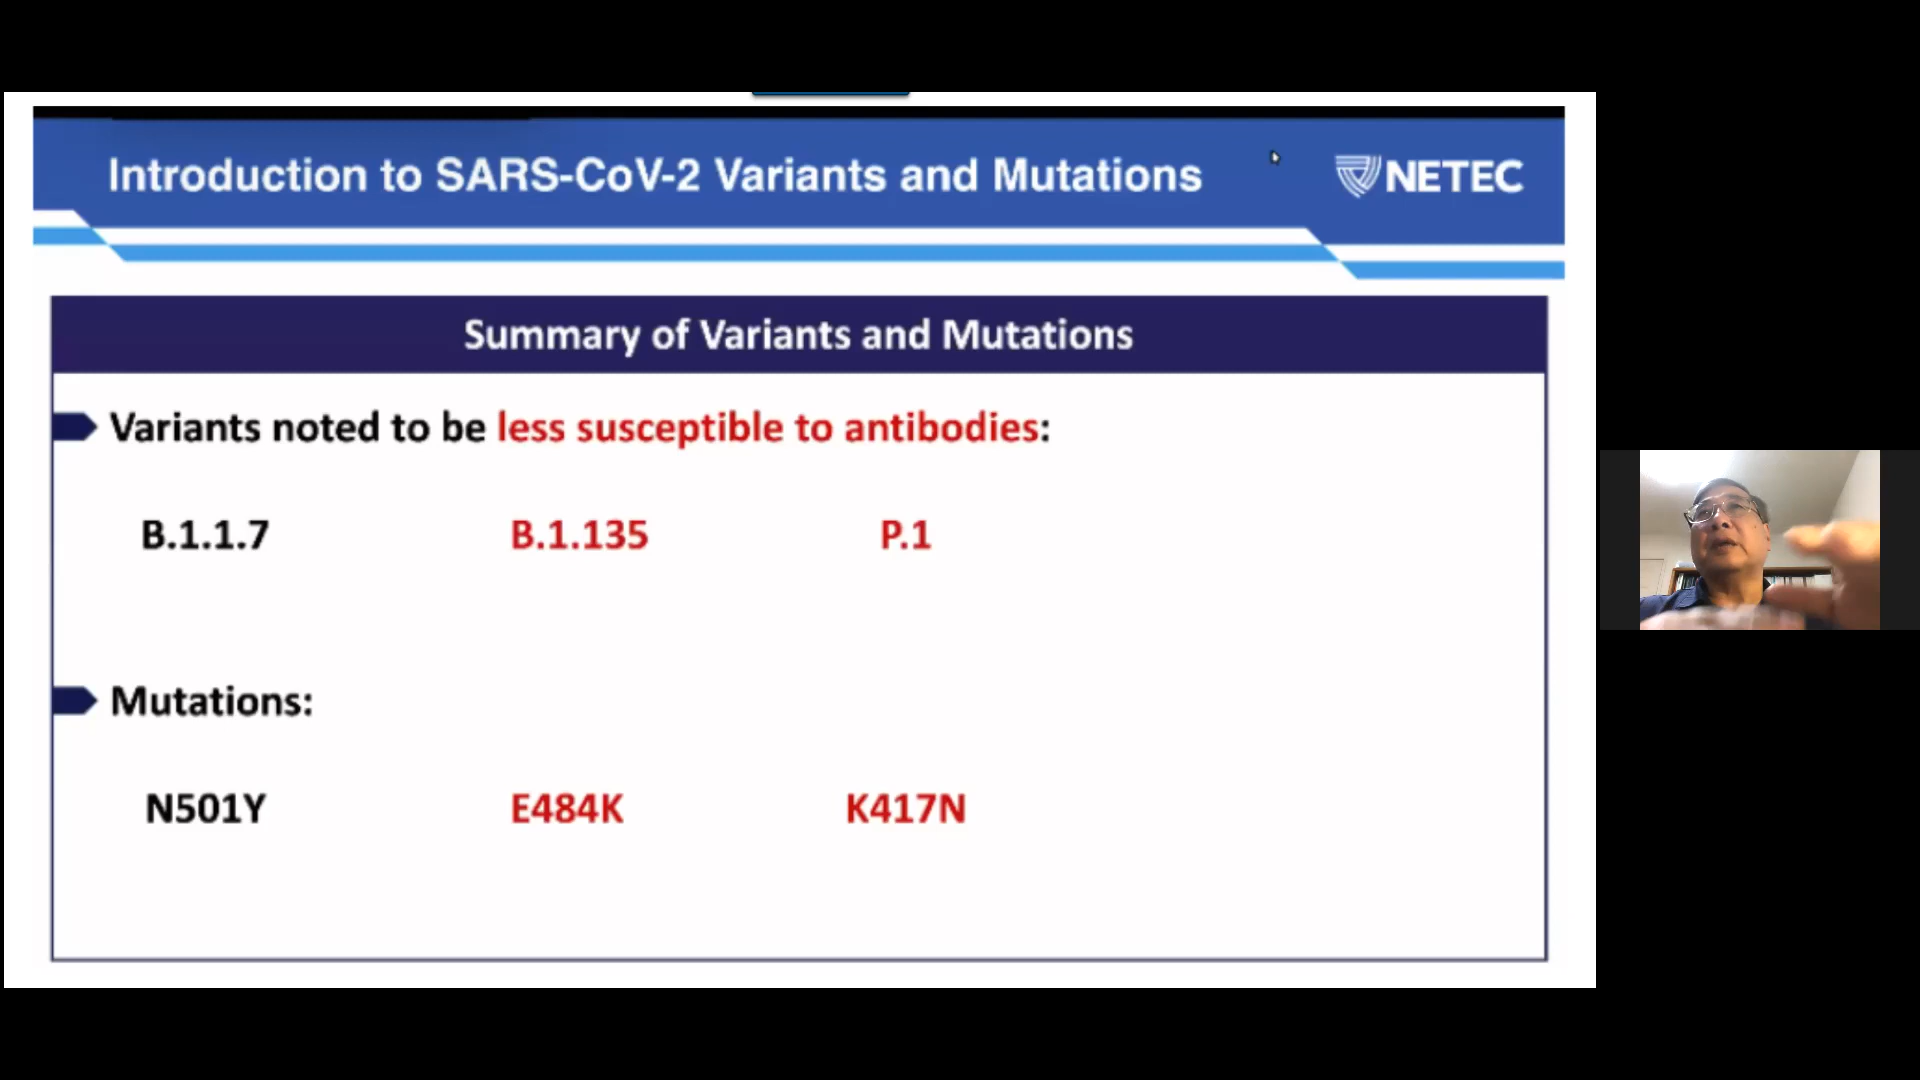 Introduction to SARS-CoV-2 Variants and Mutations
NETEC
Summary of Variants and Mutations
Variants noted to be less susceptible to antibodies:
B.1.1.7 B.1.135 P.1
Mutations:
N501Y E484K K417N